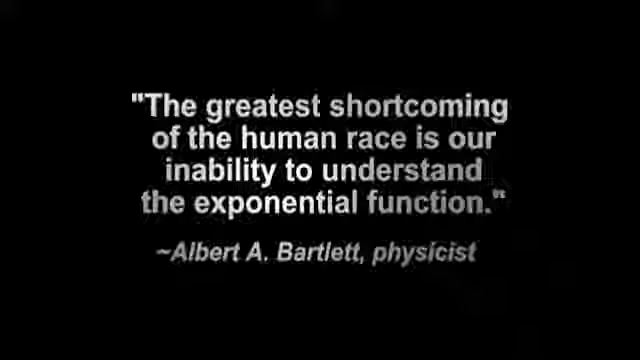 "The greatest shortcoming
of the human race is our
inability to understand
the exponential function."
~Albert A. Bartlett, physicist